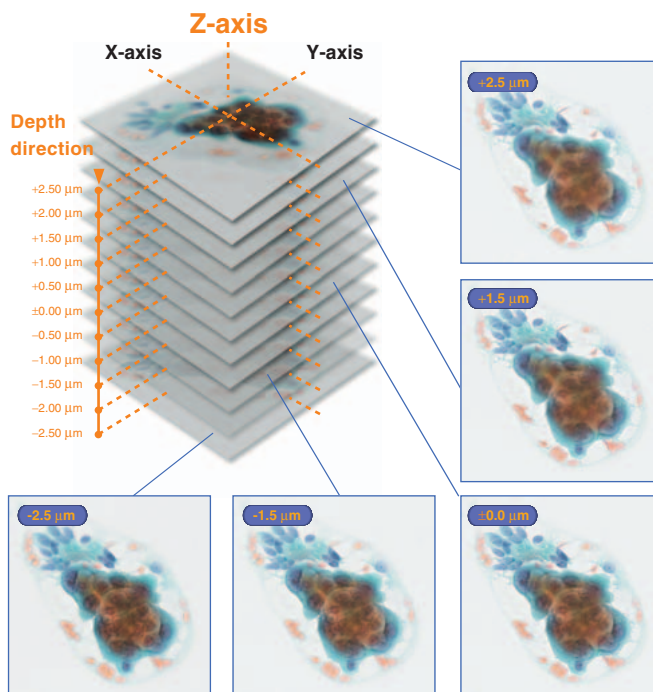 Z-axis
X-axis
Y-axis
Depth
direction
+2.50 μm
+2.00 μm
+1.50 μm
+1.00 μm
+0.50 μm
±0.00 μm
−0.50 μm
−1.00 μm
−1.50 μm
−2.00 μm
−2.50 μm
+2.5 μm
+1.5 μm
-2.5 μm
-1.5 μm
±0.0 μm